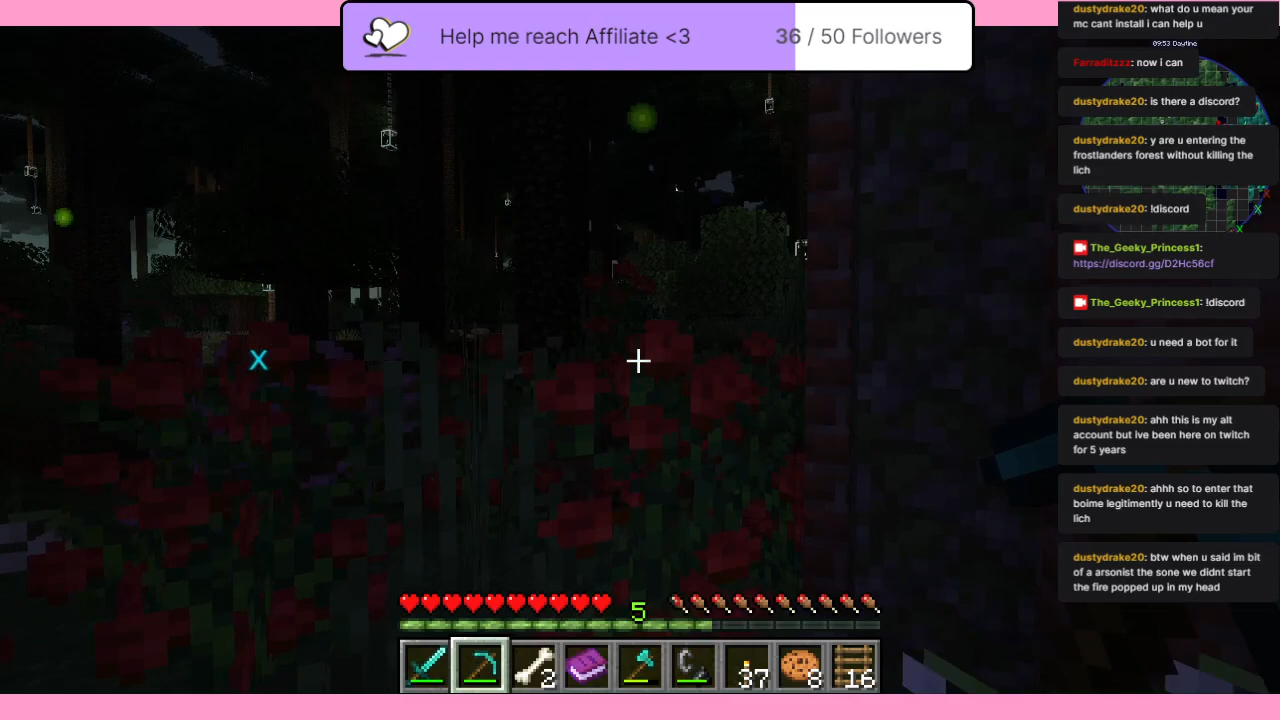 Help me reach Affiliate <3
36 / 50 Followers
dustydrake20: what do u mean your
mc cant install i can help u
09:53 Daytime
Farraditzzz: now i can
dustydrake20: is there a discord?
dustydrake20: y are u entering the
frostlanders forest without killing the
lich
dustydrake20: !discord
The_Geeky_Princess1:
https://discord.gg/D2Hc56cf
The_Geeky_Princess1: !discord
dustydrake20: u need a bot for it
dustydrake20: are u new to twitch?
dustydrake20: ahh this is my alt
account but ive been here on twitch
for 5 years
dustydrake20: ahhh so to enter that
boime legitimently u need to kill the
lich
dustydrake20: btw when u said im bit
of a arsonist the sone we didnt start
the fire popped up in my head
X
X
X
X
5
2
37
8
16